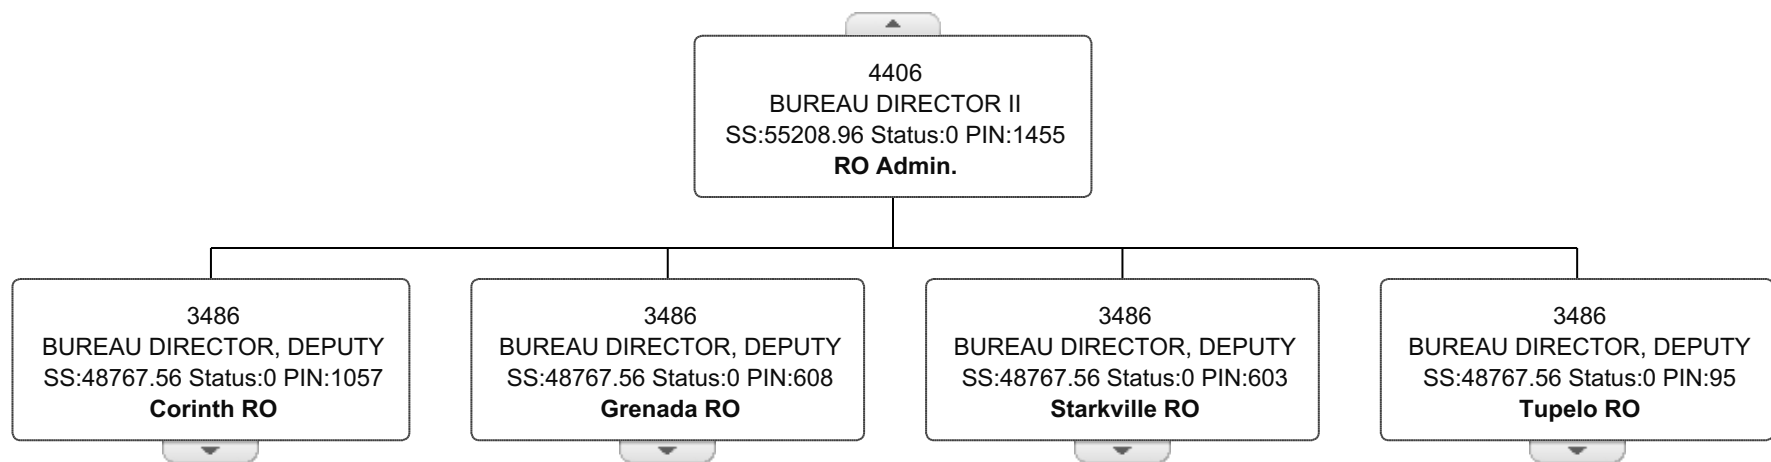 4406
BUREAU DIRECTOR II
SS:55208.96 Status:0 PIN:1455
RO Admin.
3486
BUREAU DIRECTOR, DEPUTY
SS:48767.56 Status:0 PIN:1057
Corinth RO
3486
BUREAU DIRECTOR, DEPUTY
SS:48767.56 Status:0 PIN:608
Grenada RO
3486
BUREAU DIRECTOR, DEPUTY
SS:48767.56 Status:0 PIN:603
Starkville RO
3486
BUREAU DIRECTOR, DEPUTY
SS:48767.56 Status:0 PIN:95
Tupelo RO